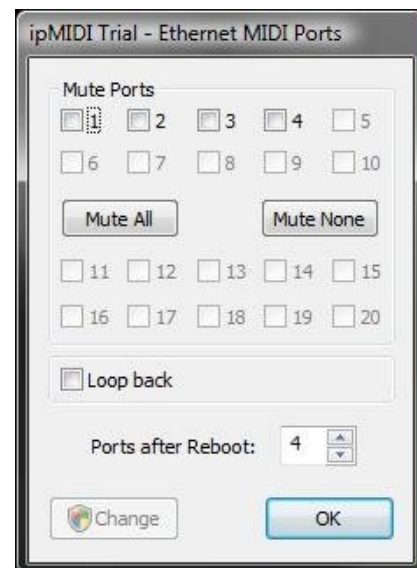 ipMIDI Trial - Ethernet MIDI Ports
Mute Ports
1 2 3 4 5
6 7 8 9 10
Mute All Mute None
11 12 13 14 15
16 17 18 19 20
Loop back
Ports after Reboot: 4
Change OK